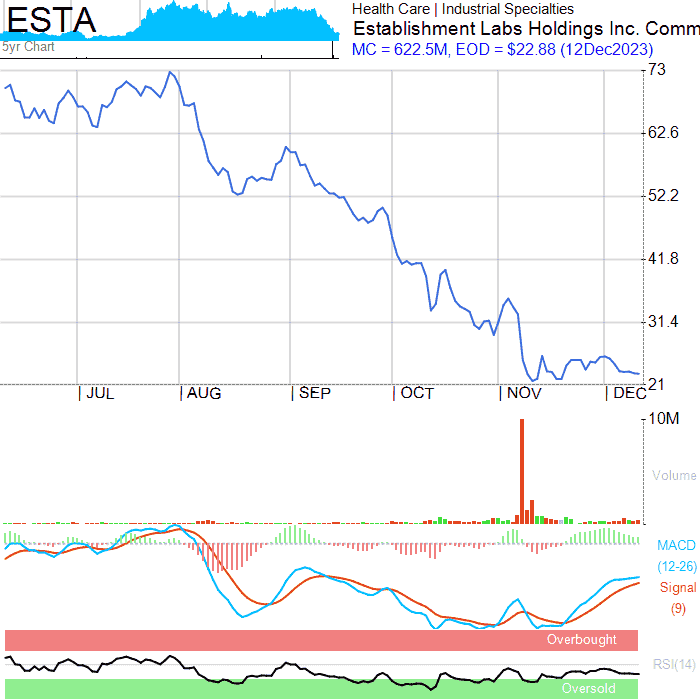 ESTA
5yr Chart
Health Care | Industrial Specialties
Establishment Labs Holdings Inc. Comm
MC = 622.5M, EOD = $22.88 (12Dec2023)
73
62.6
52.2
41.8
31.4
21
| JUL | AUG | SEP | OCT | NOV | DEC
10M
Volume
MACD
(12-26)
Signal
(9)
Overbought
RSI(14)
Oversold